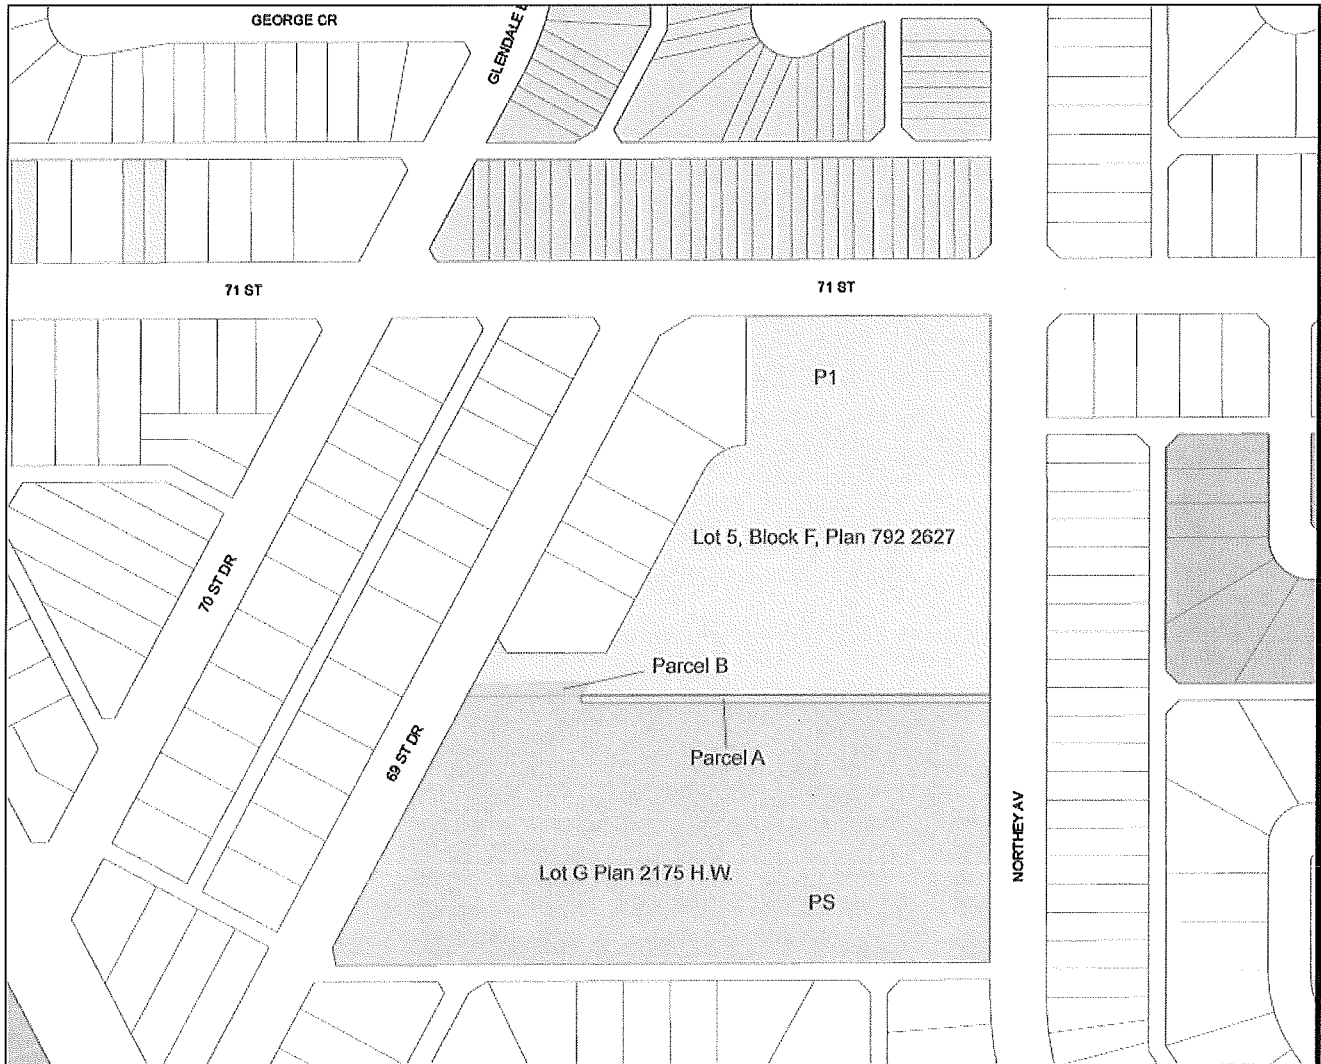 GEORGE CR
GLENDALE
71 ST
71 ST
P1
Lot 5, Block F, Plan 792 2627
70 ST DR
Parcel B
69 ST DR
Parcel A
NORTHEY AV
Lot G Plan 2175 H.W.
PS